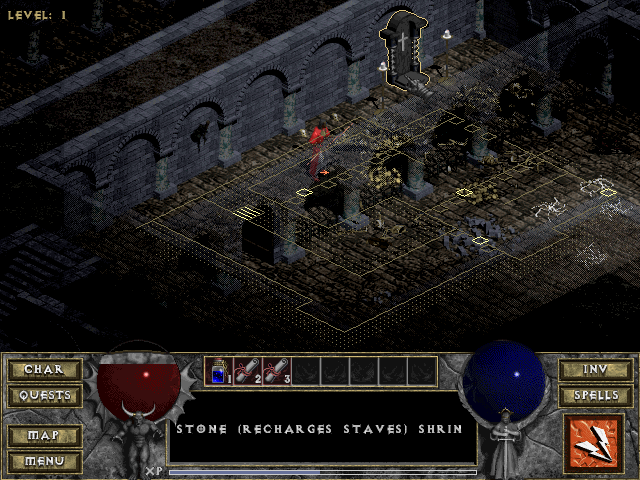 LEVEL: 1
CHAR
QUESTS
MAP
MENU
1 2 3
STONE (RECHARGES STAVES) SHRIN
XP
INV
SPELLS